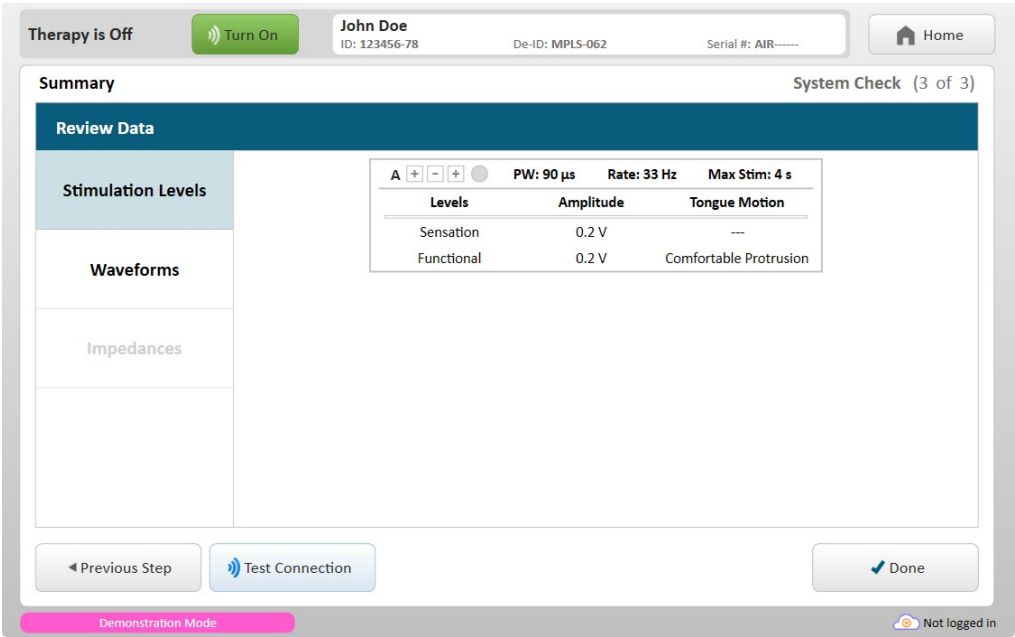 Therapy is Off
Turn On
John Doe
ID: 123456-78 De-ID: MPLS-062 Serial #: AIR------
Home
Summary
System Check (3 of 3)
Review Data
Stimulation Levels
Waveforms
Impedances
A + - + PW: 90 µs Rate: 33 Hz Max Stim: 4 s
Levels Amplitude Tongue Motion
Sensation 0.2 V ---
Functional 0.2 V Comfortable Protrusion
Previous Step
Test Connection
Done
Demonstration Mode
Not logged in